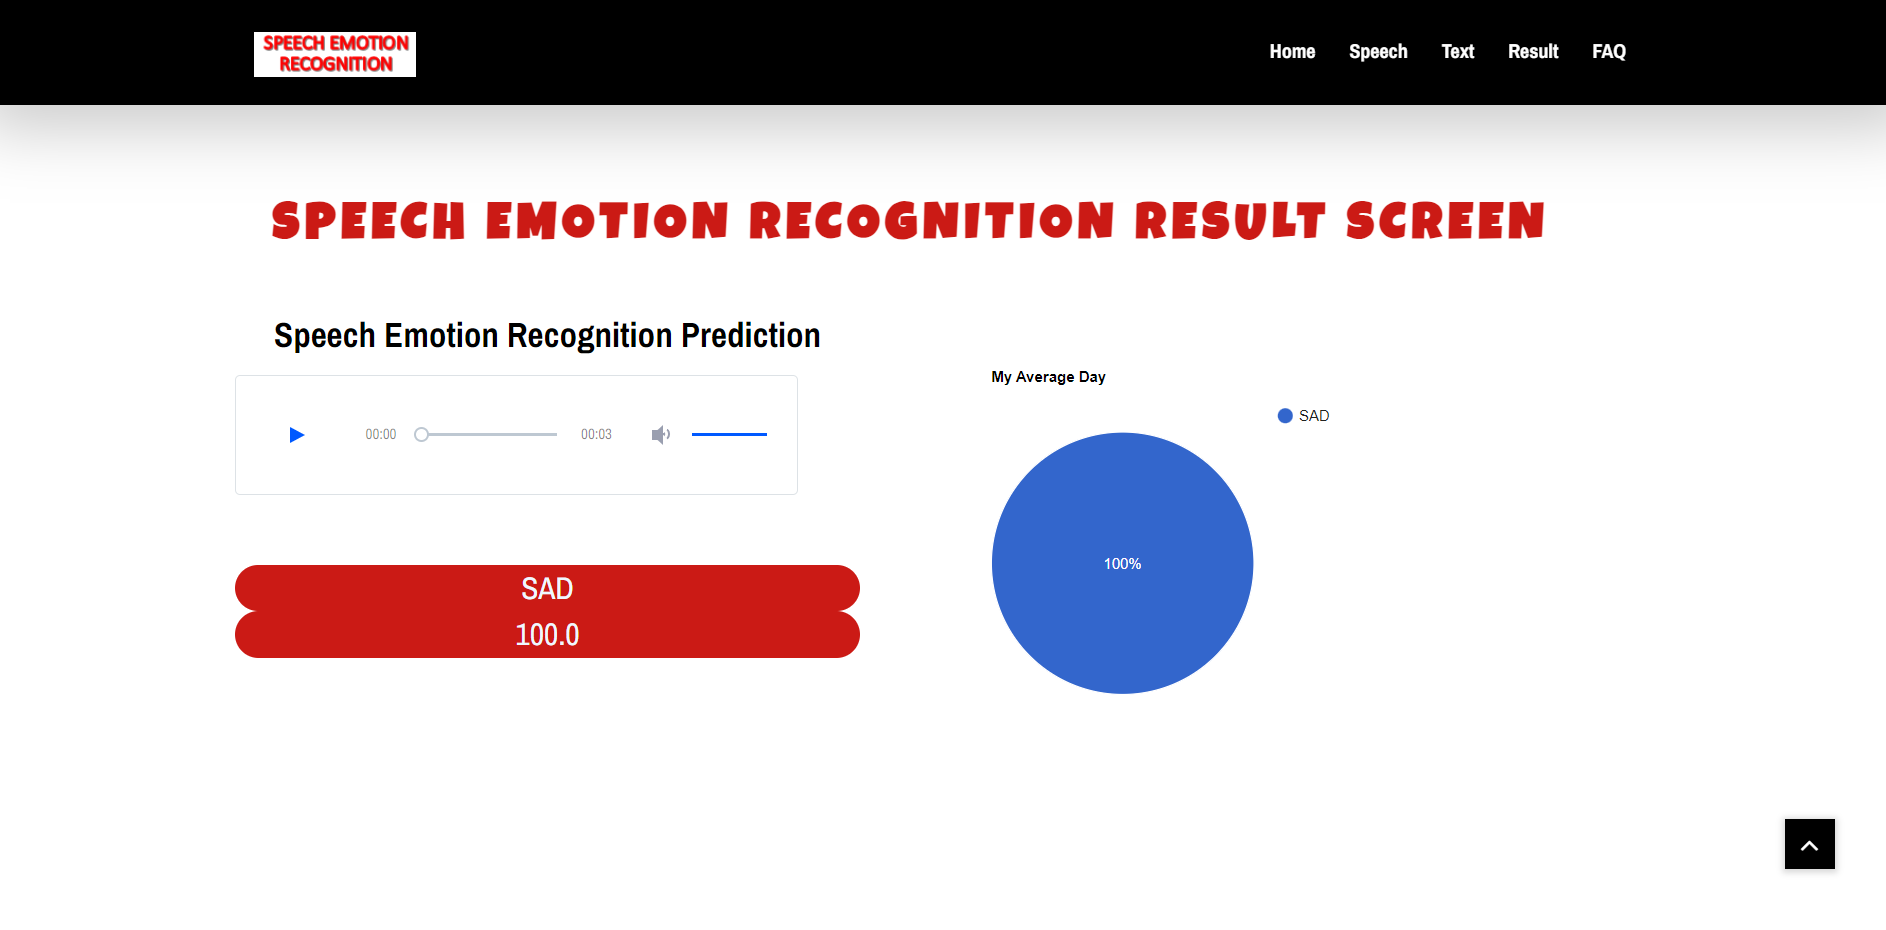 SPEECH EMOTION
RECOGNITION
Home Speech Text Result FAQ
SPEECH EMOTION RECOGNITION RESULT SCREEN
Speech Emotion Recognition Prediction
00:00 00:03
SAD
100.0
My Average Day
SAD
100%